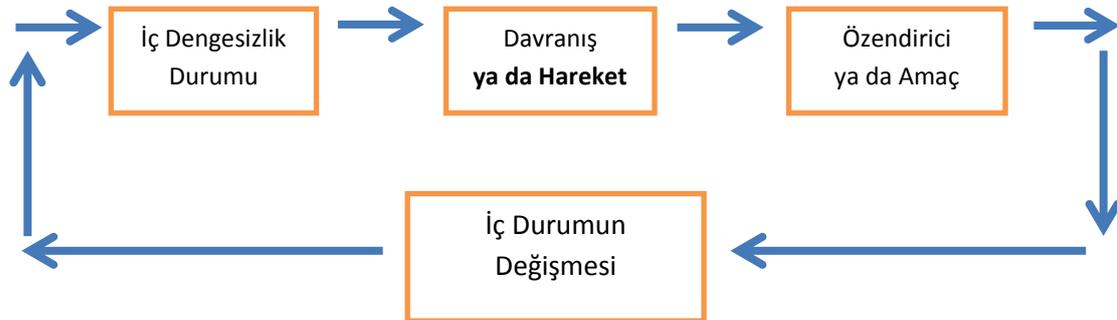 İç Dengesizlik
Durumu
Davranış
ya da Hareket
Özendirici
ya da Amaç
İç Durumun
Değişmesi